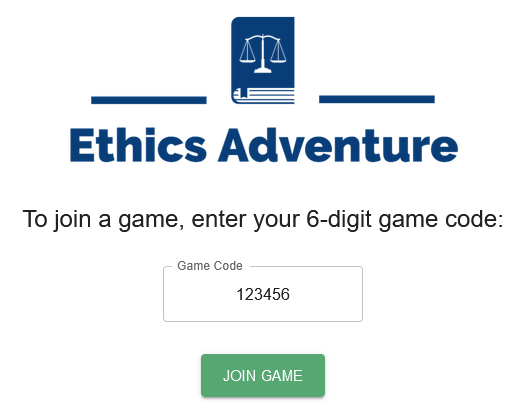 Ethics Adventure
To join a game, enter your 6-digit game code:
Game Code
123456
JOIN GAME